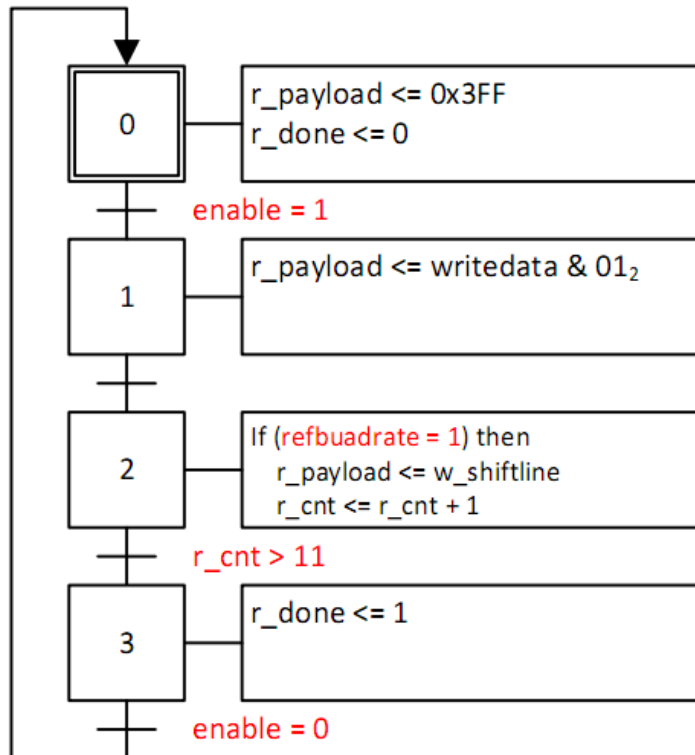 0
r_payload <= 0x3FF
r_done <= 0
enable = 1
1
r_payload <= writedata & 01₂
2
If (refbuadrate = 1) then
r_payload <= w_shiftline
r_cnt <= r_cnt + 1
r_cnt > 11
3
r_done <= 1
enable = 0